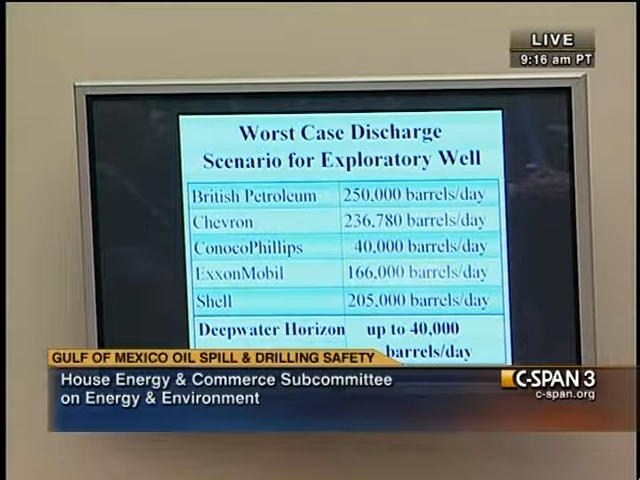 LIVE
9:16 am PT
Worst Case Discharge
Scenario for Exploratory Well
British Petroleum 250,000 barrels/day
Chevron 236,780 barrels/day
ConocoPhillips 40,000 barrels/day
ExxonMobil 166,000 barrels/day
Shell 205,000 barrels/day
Deepwater Horizon up to 40,000
barrels/day
GULF OF MEXICO OIL SPILL & DRILLING SAFETY
House Energy & Commerce Subcommittee
on Energy & Environment
C-SPAN 3
c-span.org